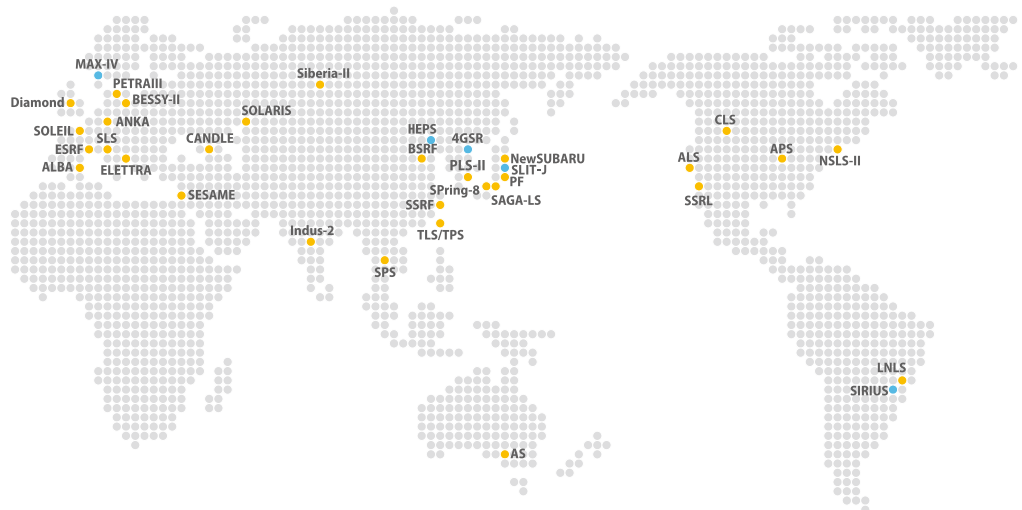 MAX-IV
Siberia-II
PETRAIII
Diamond
BESSY-II
SOLARIS
ANKA
CLS
SOLEIL
HEPS
SLS
CANDLE
4GSR
ESRF
BSRF
NewSUBARU
ALS
APS
NSLS-II
ALBA
ELETTRA
PLS-II
SLIT-J
PF
SPring-8
SESAME
SAGA-LS
SSRL
SSRF
Indus-2
TLS/TPS
SPS
LNLS
SIRIUS
AS